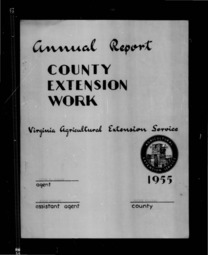 Annual Report
COUNTY
EXTENSION
WORK
Virginia Agricultural Extension Service
1955
agent
assistant agent
county